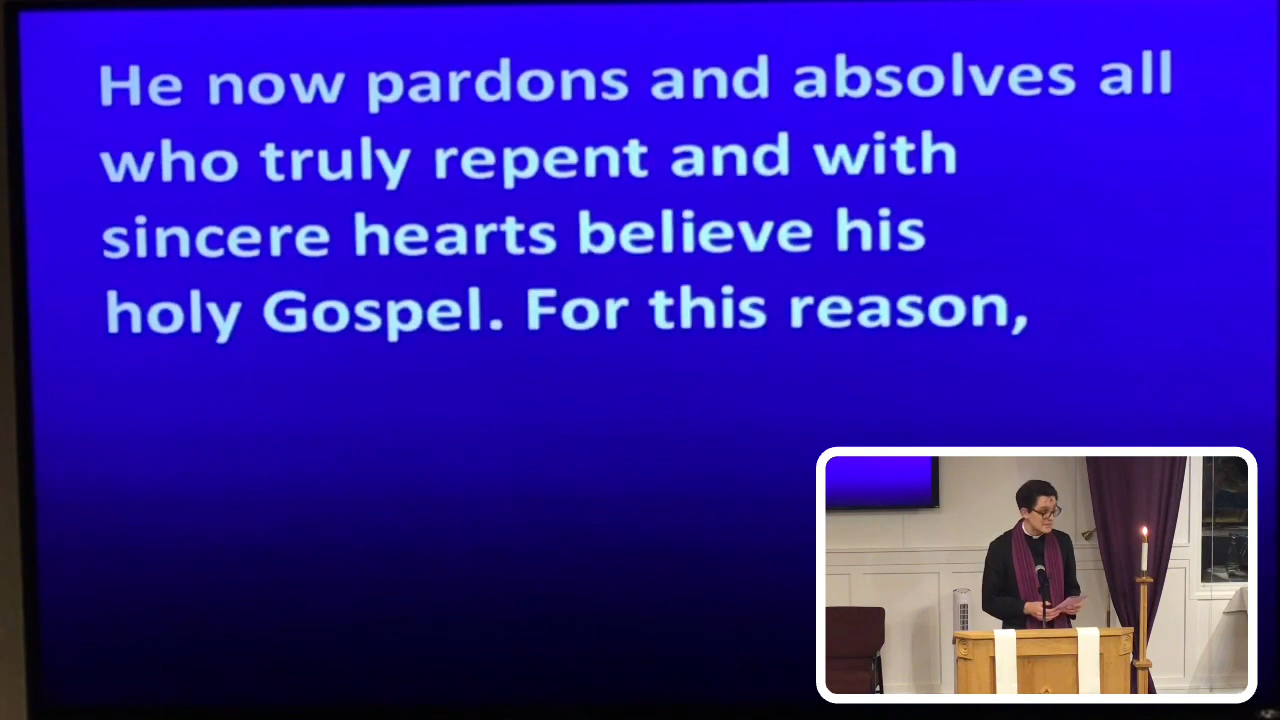 He now pardons and absolves all
who truly repent and with
sincere hearts believe his
holy Gospel. For this reason,